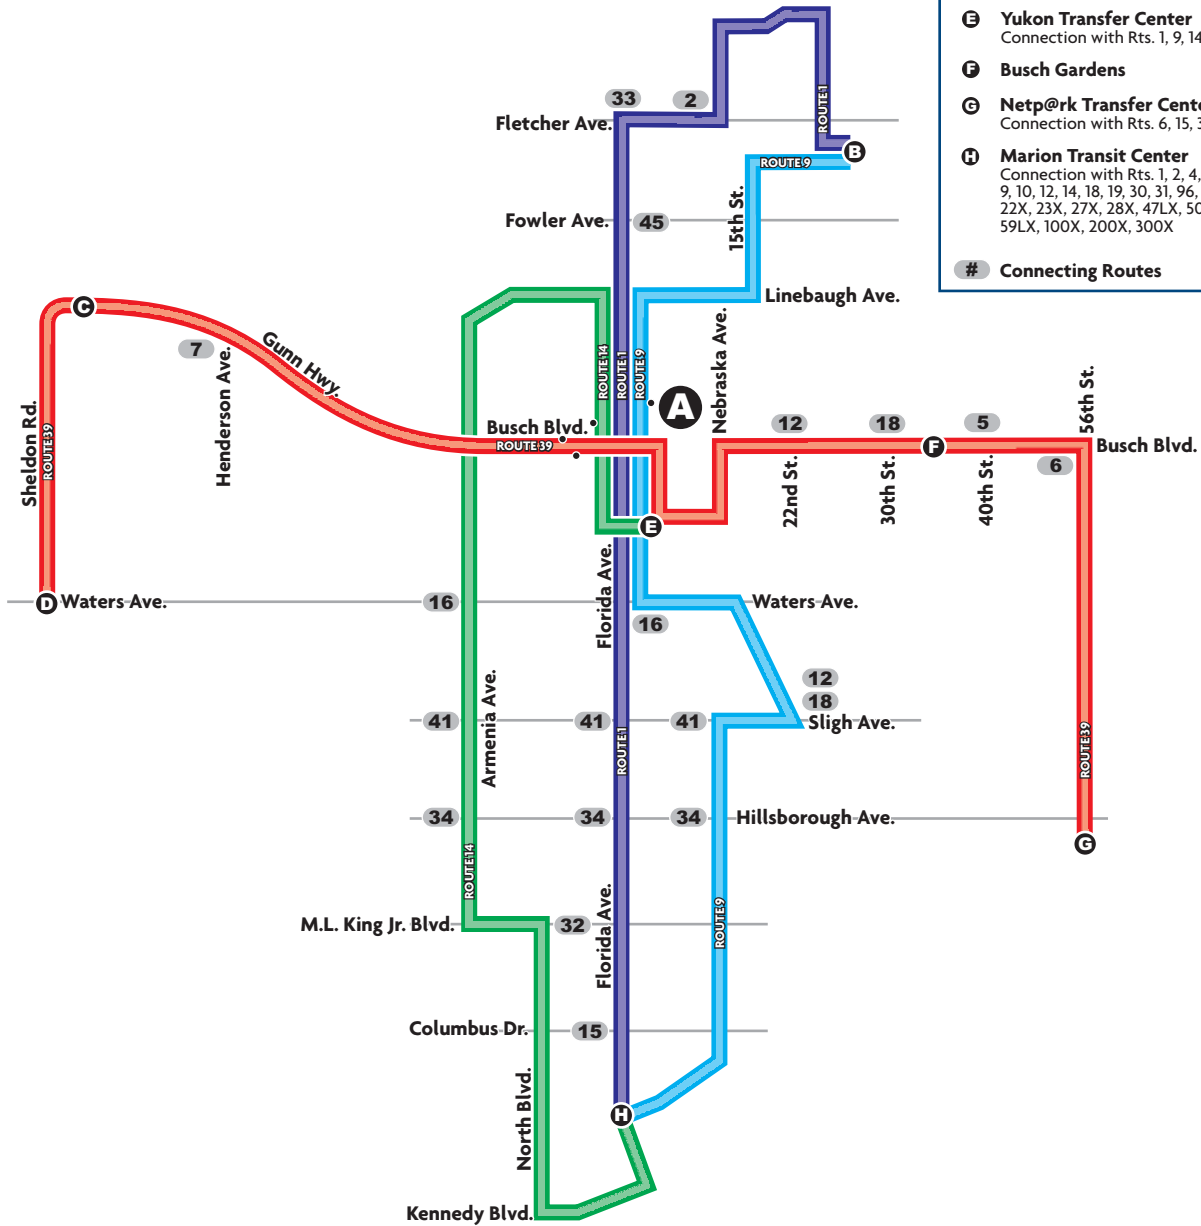 E Yukon Transfer Center
Connection with Rts. 1, 9, 14
F Busch Gardens
G Netp@rk Transfer Cente
Connection with Rts. 6, 15, 3
H Marion Transit Center
Connection with Rts. 1, 2, 4,
9, 10, 12, 14, 18, 19, 30, 31, 96,
22X, 23X, 27X, 28X, 47LX, 50
59LX, 100X, 200X, 300X
# Connecting Routes
33
2
Fletcher Ave.
ROUTE 1
B
ROUTE 9
15th St.
Fowler Ave.
45
Linebaugh Ave.
C
7
Henderson Ave.
Gunn Hwy.
Sheldon Rd.
ROUTE 39
ROUTE 14
ROUTE 1
ROUTE 9
A
Nebraska Ave.
56th St.
Busch Blvd.
ROUTE 39
12
18
F
5
Busch Blvd.
6
22nd St.
30th St.
40th St.
E
Florida Ave.
D
Waters Ave.
16
Waters Ave.
16
12
18
Armenia Ave.
41
41
41
Sligh Ave.
ROUTE 1
ROUTE 39
34
34
34
Hillsborough Ave.
G
ROUTE 14
ROUTE 9
M.L. King Jr. Blvd.
32
Florida Ave.
Columbus Dr.
15
North Blvd.
H
Kennedy Blvd.